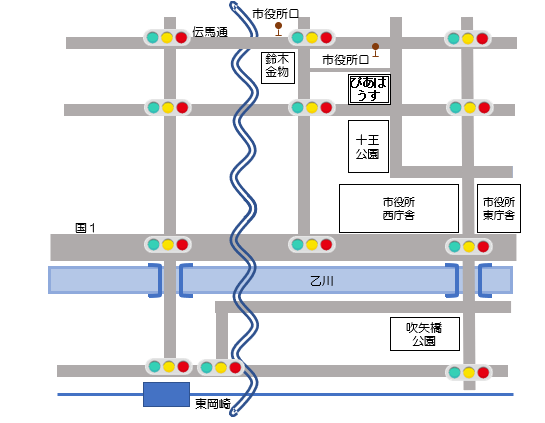 市役所口
伝馬通
鈴木
金物
市役所口
ぴあは
うす
十王
公園
市役所
西庁舎
市役所
東庁舎
国１
乙川
吹矢橋
公園
東岡崎